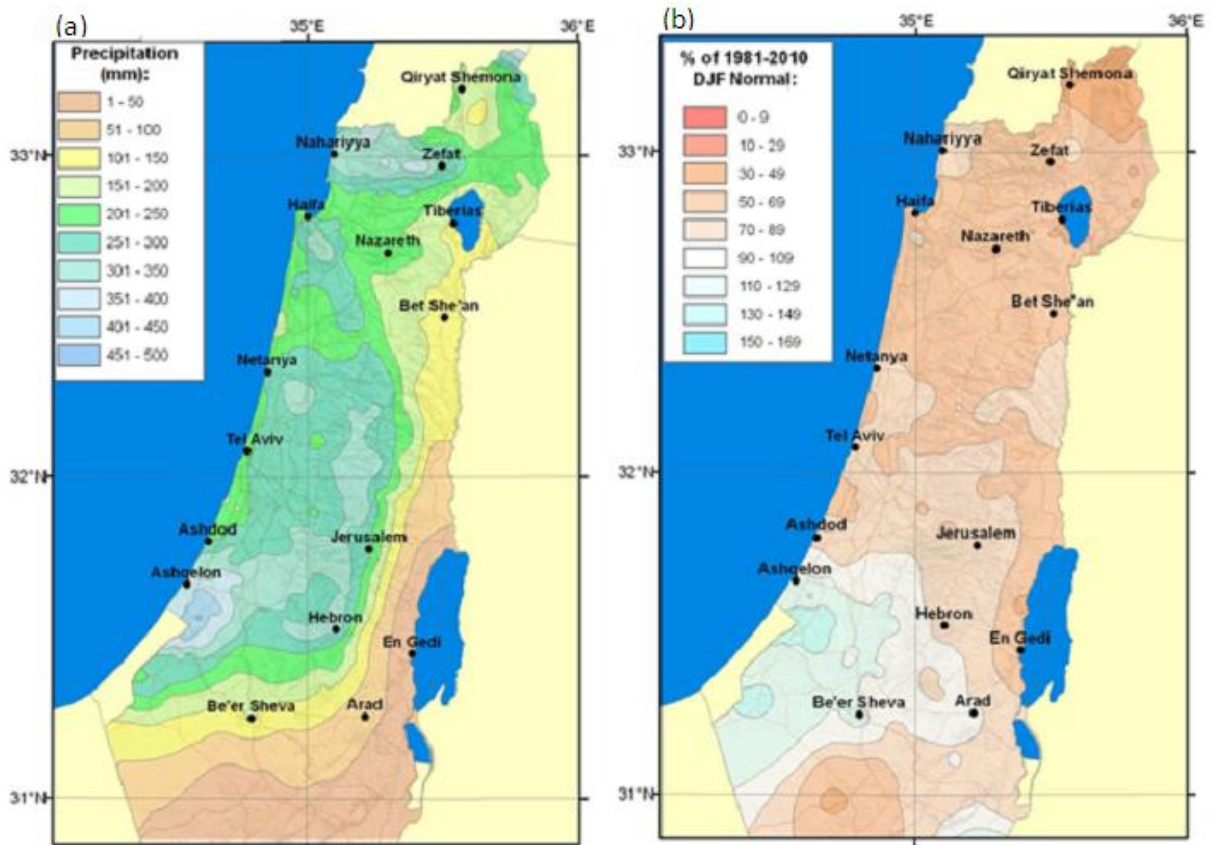 (a)
35°E
36°E
Precipitation
(mm):
1 - 50
51 - 100
101 - 150
151 - 200
201 - 250
251 - 300
301 - 350
351 - 400
401 - 450
451 - 500
Qiryat Shemona
33°N
Nahariyya
Zefat
Haifa
Tiberias
Nazareth
Bet She'an
Netanya
Tel Aviv
32°N
Ashdod
Jerusalem
Ashqelon
Hebron
En Gedi
Be'er Sheva
Arad
31°N
(b)
35°E
36°E
% of 1981-2010
DJF Normal:
0 - 9
10 - 29
30 - 49
50 - 69
70 - 89
90 - 109
110 - 129
130 - 149
150 - 169
Qiryat Shemona
33°N
Nahariyya
Zefat
Haifa
Tiberias
Nazareth
Bet She'an
Netanya
Tel Aviv
32°N
Ashdod
Jerusalem
Ashqelon
Hebron
En Gedi
Be'er Sheva
Arad
31°N